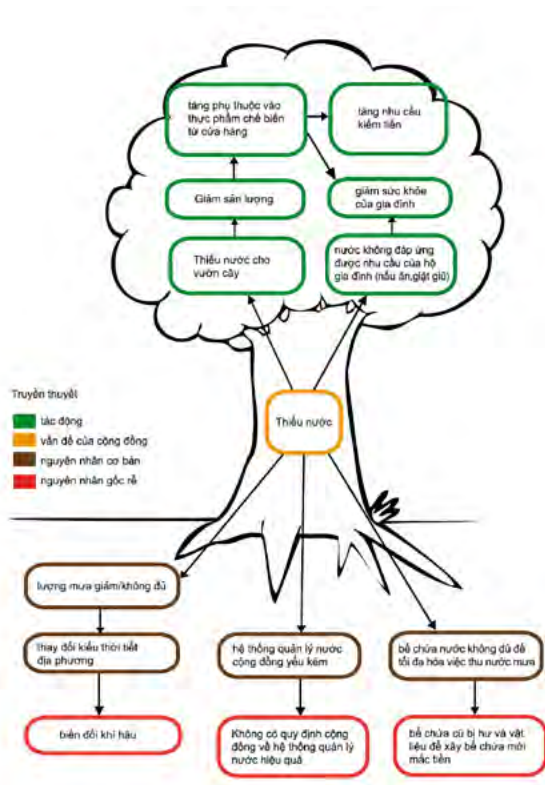 tăng phụ thuộc vào
thực phẩm chế biến
từ cửa hàng
tăng nhu cầu
kiếm tiền
Giảm sản lượng
giảm sức khỏe
của gia đình
Thiếu nước cho
vườn cây
nước không đáp ứng
được nhu cầu của hộ
gia đình (nấu ăn,giặt giũ)
Thiếu nước
Truyền thuyết
tác động
vấn đề của cộng đồng
nguyên nhân cơ bản
nguyên nhân gốc rễ
lượng mưa giảm/không đủ
thay đổi kiểu thời tiết
địa phương
hệ thống quản lý nước
cộng đồng yếu kém
bể chứa nước không đủ để
tối đa hóa việc thu nước mưa
biến đổi khí hậu
Không có quy định cộng
đồng về hệ thống quản lý
nước hiệu quả
bể chứa cũ bị hư và vật
liệu để xây bể chứa mới
mắc tiền